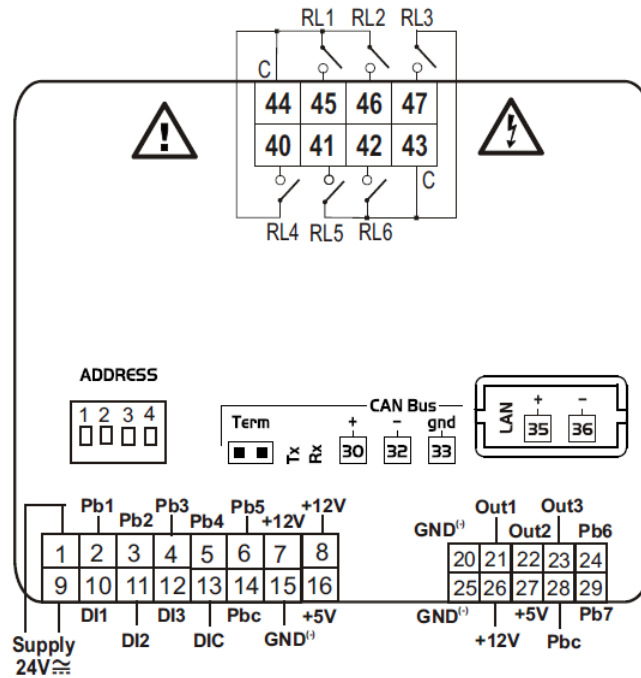 RL1 RL2 RL3
C
44 45 46 47
40 41 42 43
C
RL4 RL5 RL6
ADDRESS
1 2 3 4
Term
CAN Bus
+ - gnd
Tx Rx 30 32 33
LAN
+ -
35 36
Pb1 Pb2 Pb3 Pb4 Pb5 +12V +12V
1 2 3 4 5 6 7 8
9 10 11 12 13 14 15 16
DI1 DI2 DI3 DIC Pbc GND(-) +5V
Supply
24V≂
GND(-) Out1 Out2 Out3 Pb6
20 21 22 23 24
25 26 27 28 29
GND(-) +12V +5V Pbc Pb7